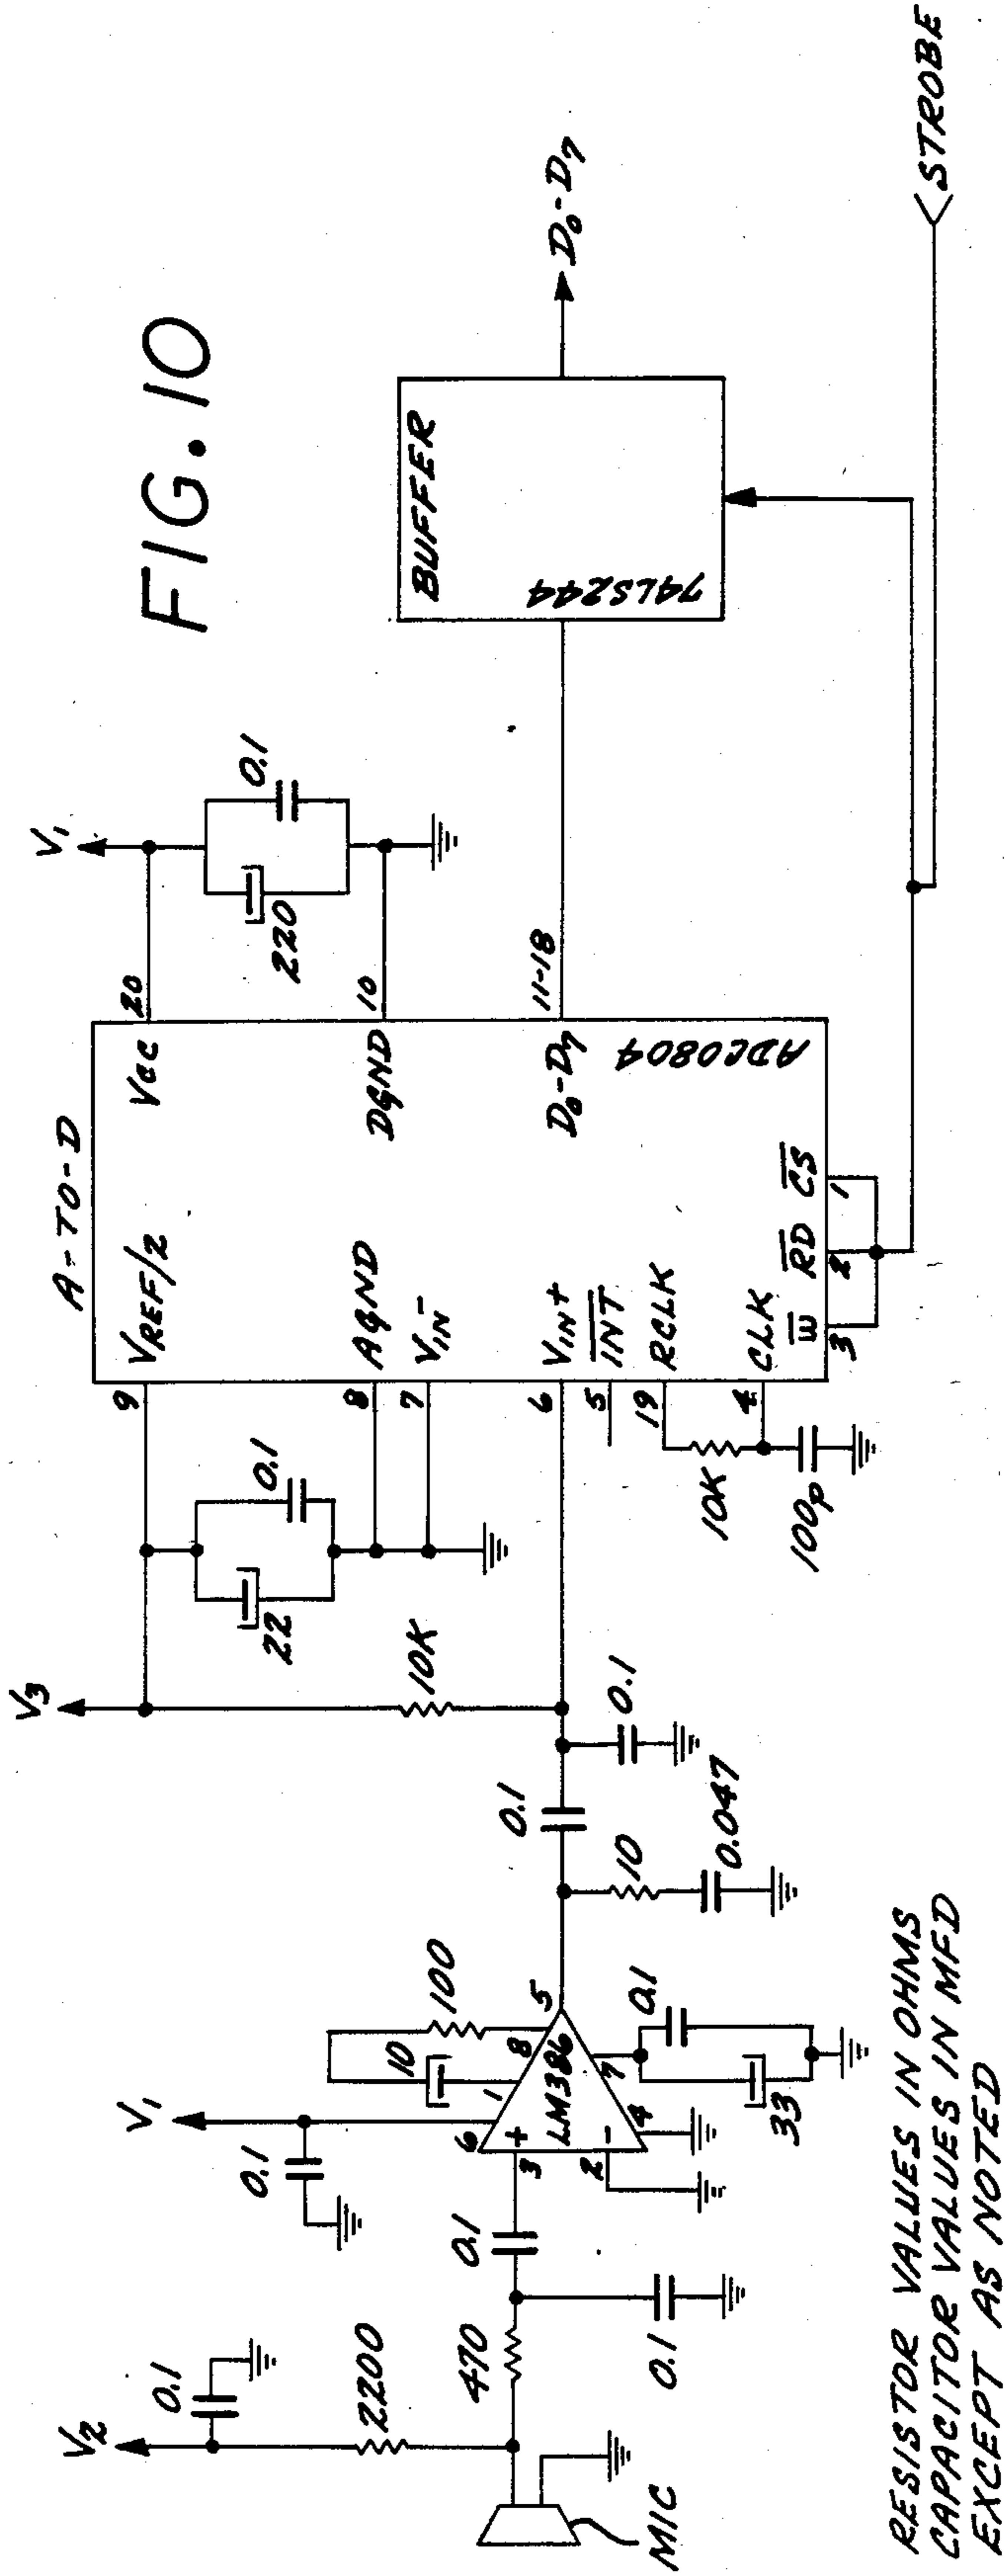 FIG. 10
A-TO-D
V1
V3
V1
V2
20
VCC
0.1
220
10
DGND
11-18
D0-D7
ADC0804
BUFFER
74LS244
D0-D7
STROBE
9
VREF/2
8
AGND
7
VIN-
6
VIN+
5
INT
19
RCLK
4
CLK
3
W
2
RD
1
CS
0.1
22
10K
10K
100P
0.1
0.1
10
0.047
100
10
5
8
1
6
+
3
LM386
-
2
4
7
0.1
33
0.1
0.1
0.1
470
2200
0.1
MIC
RESISTOR VALUES IN OHMS
CAPACITOR VALUES IN MFD
EXCEPT AS NOTED